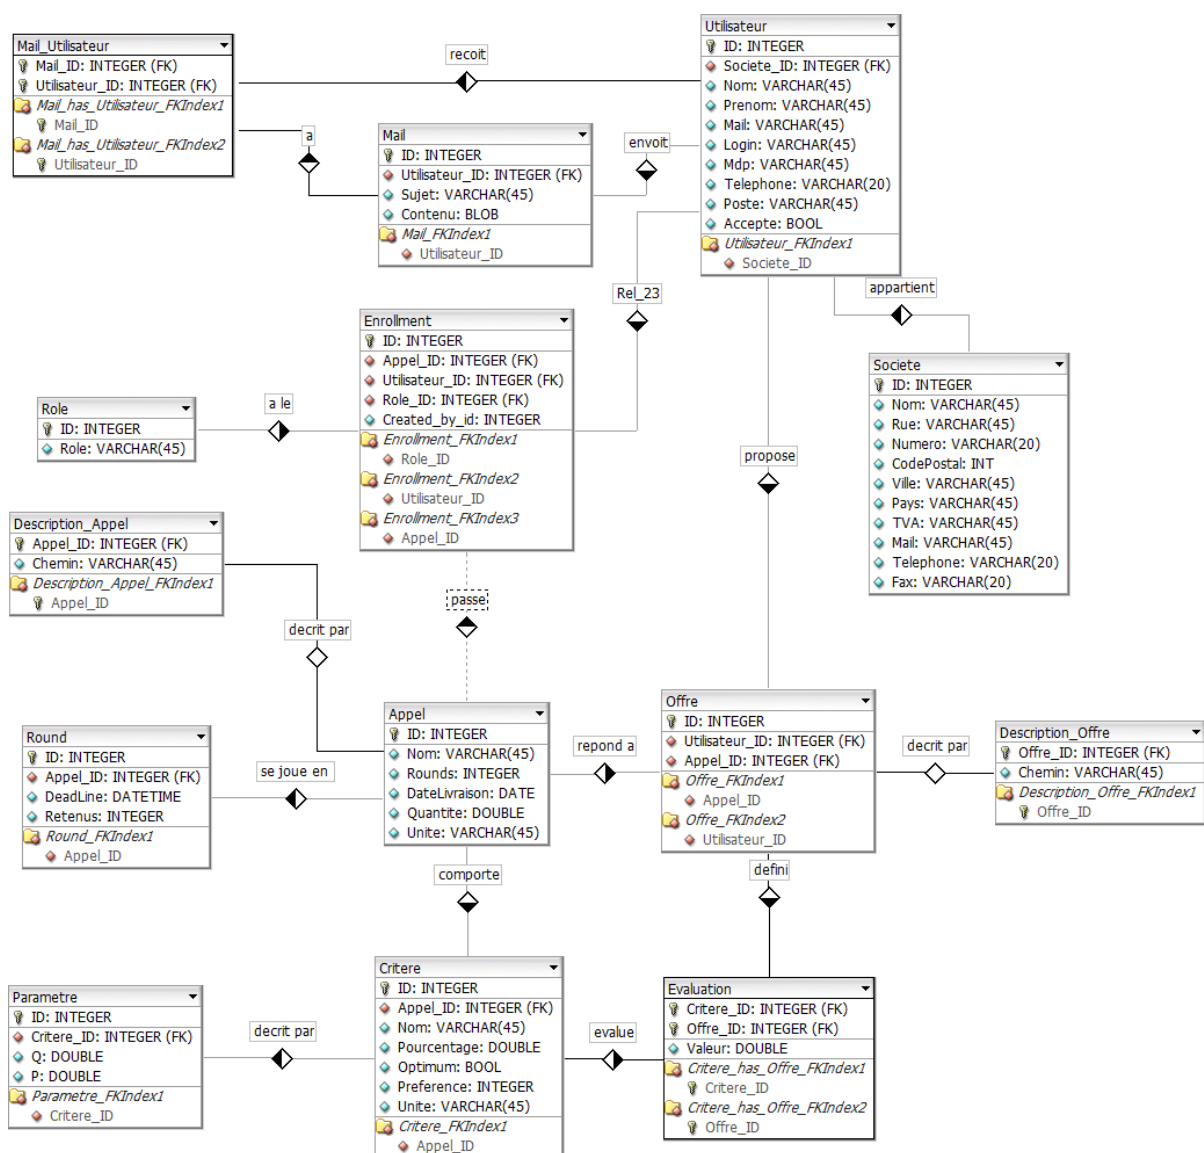 Mail_Utilisateur
Mail_ID: INTEGER (FK)
Utilisateur_ID: INTEGER (FK)
Mail_has_Utilisateur_FKIndex1
Mail_ID
Mail_has_Utilisateur_FKIndex2
Utilisateur_ID
recoit
Utilisateur
ID: INTEGER
Societe_ID: INTEGER (FK)
Nom: VARCHAR(45)
Prenom: VARCHAR(45)
Mail: VARCHAR(45)
Login: VARCHAR(45)
Mdp: VARCHAR(45)
Telephone: VARCHAR(20)
Poste: VARCHAR(45)
Accepte: BOOL
Utilisateur_FKIndex1
Societe_ID
a
Mail
ID: INTEGER
Utilisateur_ID: INTEGER (FK)
Sujet: VARCHAR(45)
Contenu: BLOB
Mail_FKIndex1
Utilisateur_ID
envoit
Rel_23
appartient
Enrollment
ID: INTEGER
Appel_ID: INTEGER (FK)
Utilisateur_ID: INTEGER (FK)
Role_ID: INTEGER (FK)
Created_by_id: INTEGER
Enrollment_FKIndex1
Role_ID
Enrollment_FKIndex2
Utilisateur_ID
Enrollment_FKIndex3
Appel_ID
Societe
ID: INTEGER
Nom: VARCHAR(45)
Rue: VARCHAR(45)
Numero: VARCHAR(20)
CodePostal: INT
Ville: VARCHAR(45)
Pays: VARCHAR(45)
TVA: VARCHAR(45)
Mail: VARCHAR(45)
Telephone: VARCHAR(20)
Fax: VARCHAR(20)
Role
ID: INTEGER
Role: VARCHAR(45)
a le
propose
Description_Appel
Appel_ID: INTEGER (FK)
Chemin: VARCHAR(45)
Description_Appel_FKIndex1
Appel_ID
passe
decrit par
Round
ID: INTEGER
Appel_ID: INTEGER (FK)
DeadLine: DATETIME
Retenus: INTEGER
Round_FKIndex1
Appel_ID
se joue en
Appel
ID: INTEGER
Nom: VARCHAR(45)
Rounds: INTEGER
DateLivraison: DATE
Quantite: DOUBLE
Unite: VARCHAR(45)
repond a
Offre
ID: INTEGER
Utilisateur_ID: INTEGER (FK)
Appel_ID: INTEGER (FK)
Offre_FKIndex1
Appel_ID
Offre_FKIndex2
Utilisateur_ID
decrit par
Description_Offre
Offre_ID: INTEGER (FK)
Chemin: VARCHAR(45)
Description_Offre_FKIndex1
Offre_ID
comporte
defini
Parametre
ID: INTEGER
Critere_ID: INTEGER (FK)
Q: DOUBLE
P: DOUBLE
Parametre_FKIndex1
Critere_ID
decrit par
Critere
ID: INTEGER
Appel_ID: INTEGER (FK)
Nom: VARCHAR(45)
Pourcentage: DOUBLE
Optimum: BOOL
Preference: INTEGER
Unite: VARCHAR(45)
Critere_FKIndex1
Appel_ID
evalue
Evaluation
Critere_ID: INTEGER (FK)
Offre_ID: INTEGER (FK)
Valeur: DOUBLE
Critere_has_Offre_FKIndex1
Critere_ID
Critere_has_Offre_FKIndex2
Offre_ID